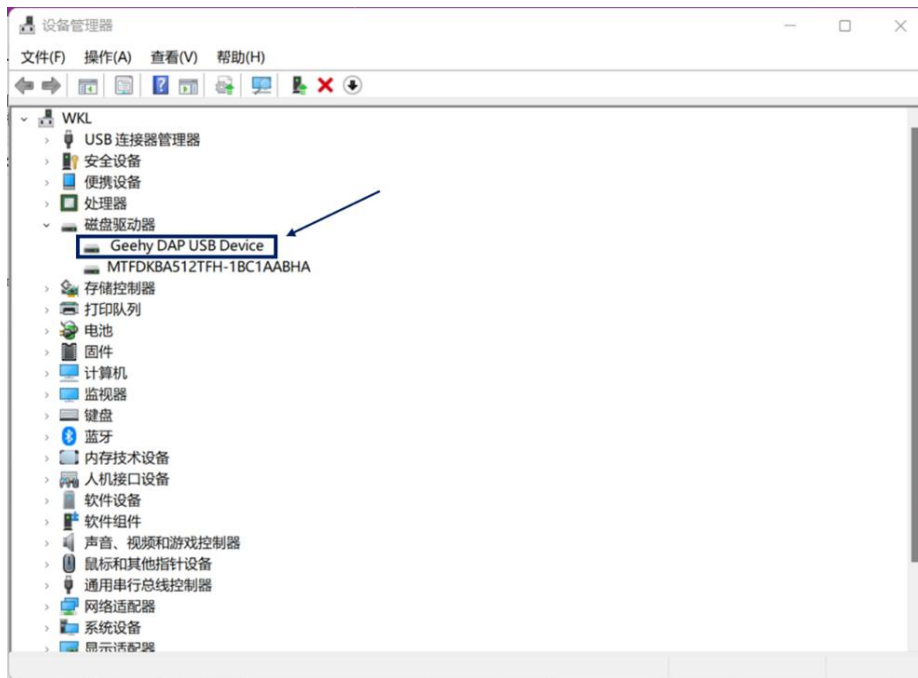 设备管理器
文件(F) 操作(A) 查看(V) 帮助(H)
WKL
USB 连接器管理器
安全设备
便携设备
处理器
磁盘驱动器
Geehy DAP USB Device
MTFDKBA512TFH-1BC1AABHA
存储控制器
打印队列
电池
固件
计算机
监视器
键盘
蓝牙
内存技术设备
人机接口设备
软件设备
软件组件
声音、视频和游戏控制器
鼠标和其他指针设备
通用串行总线控制器
网络适配器
系统设备
显示适配器